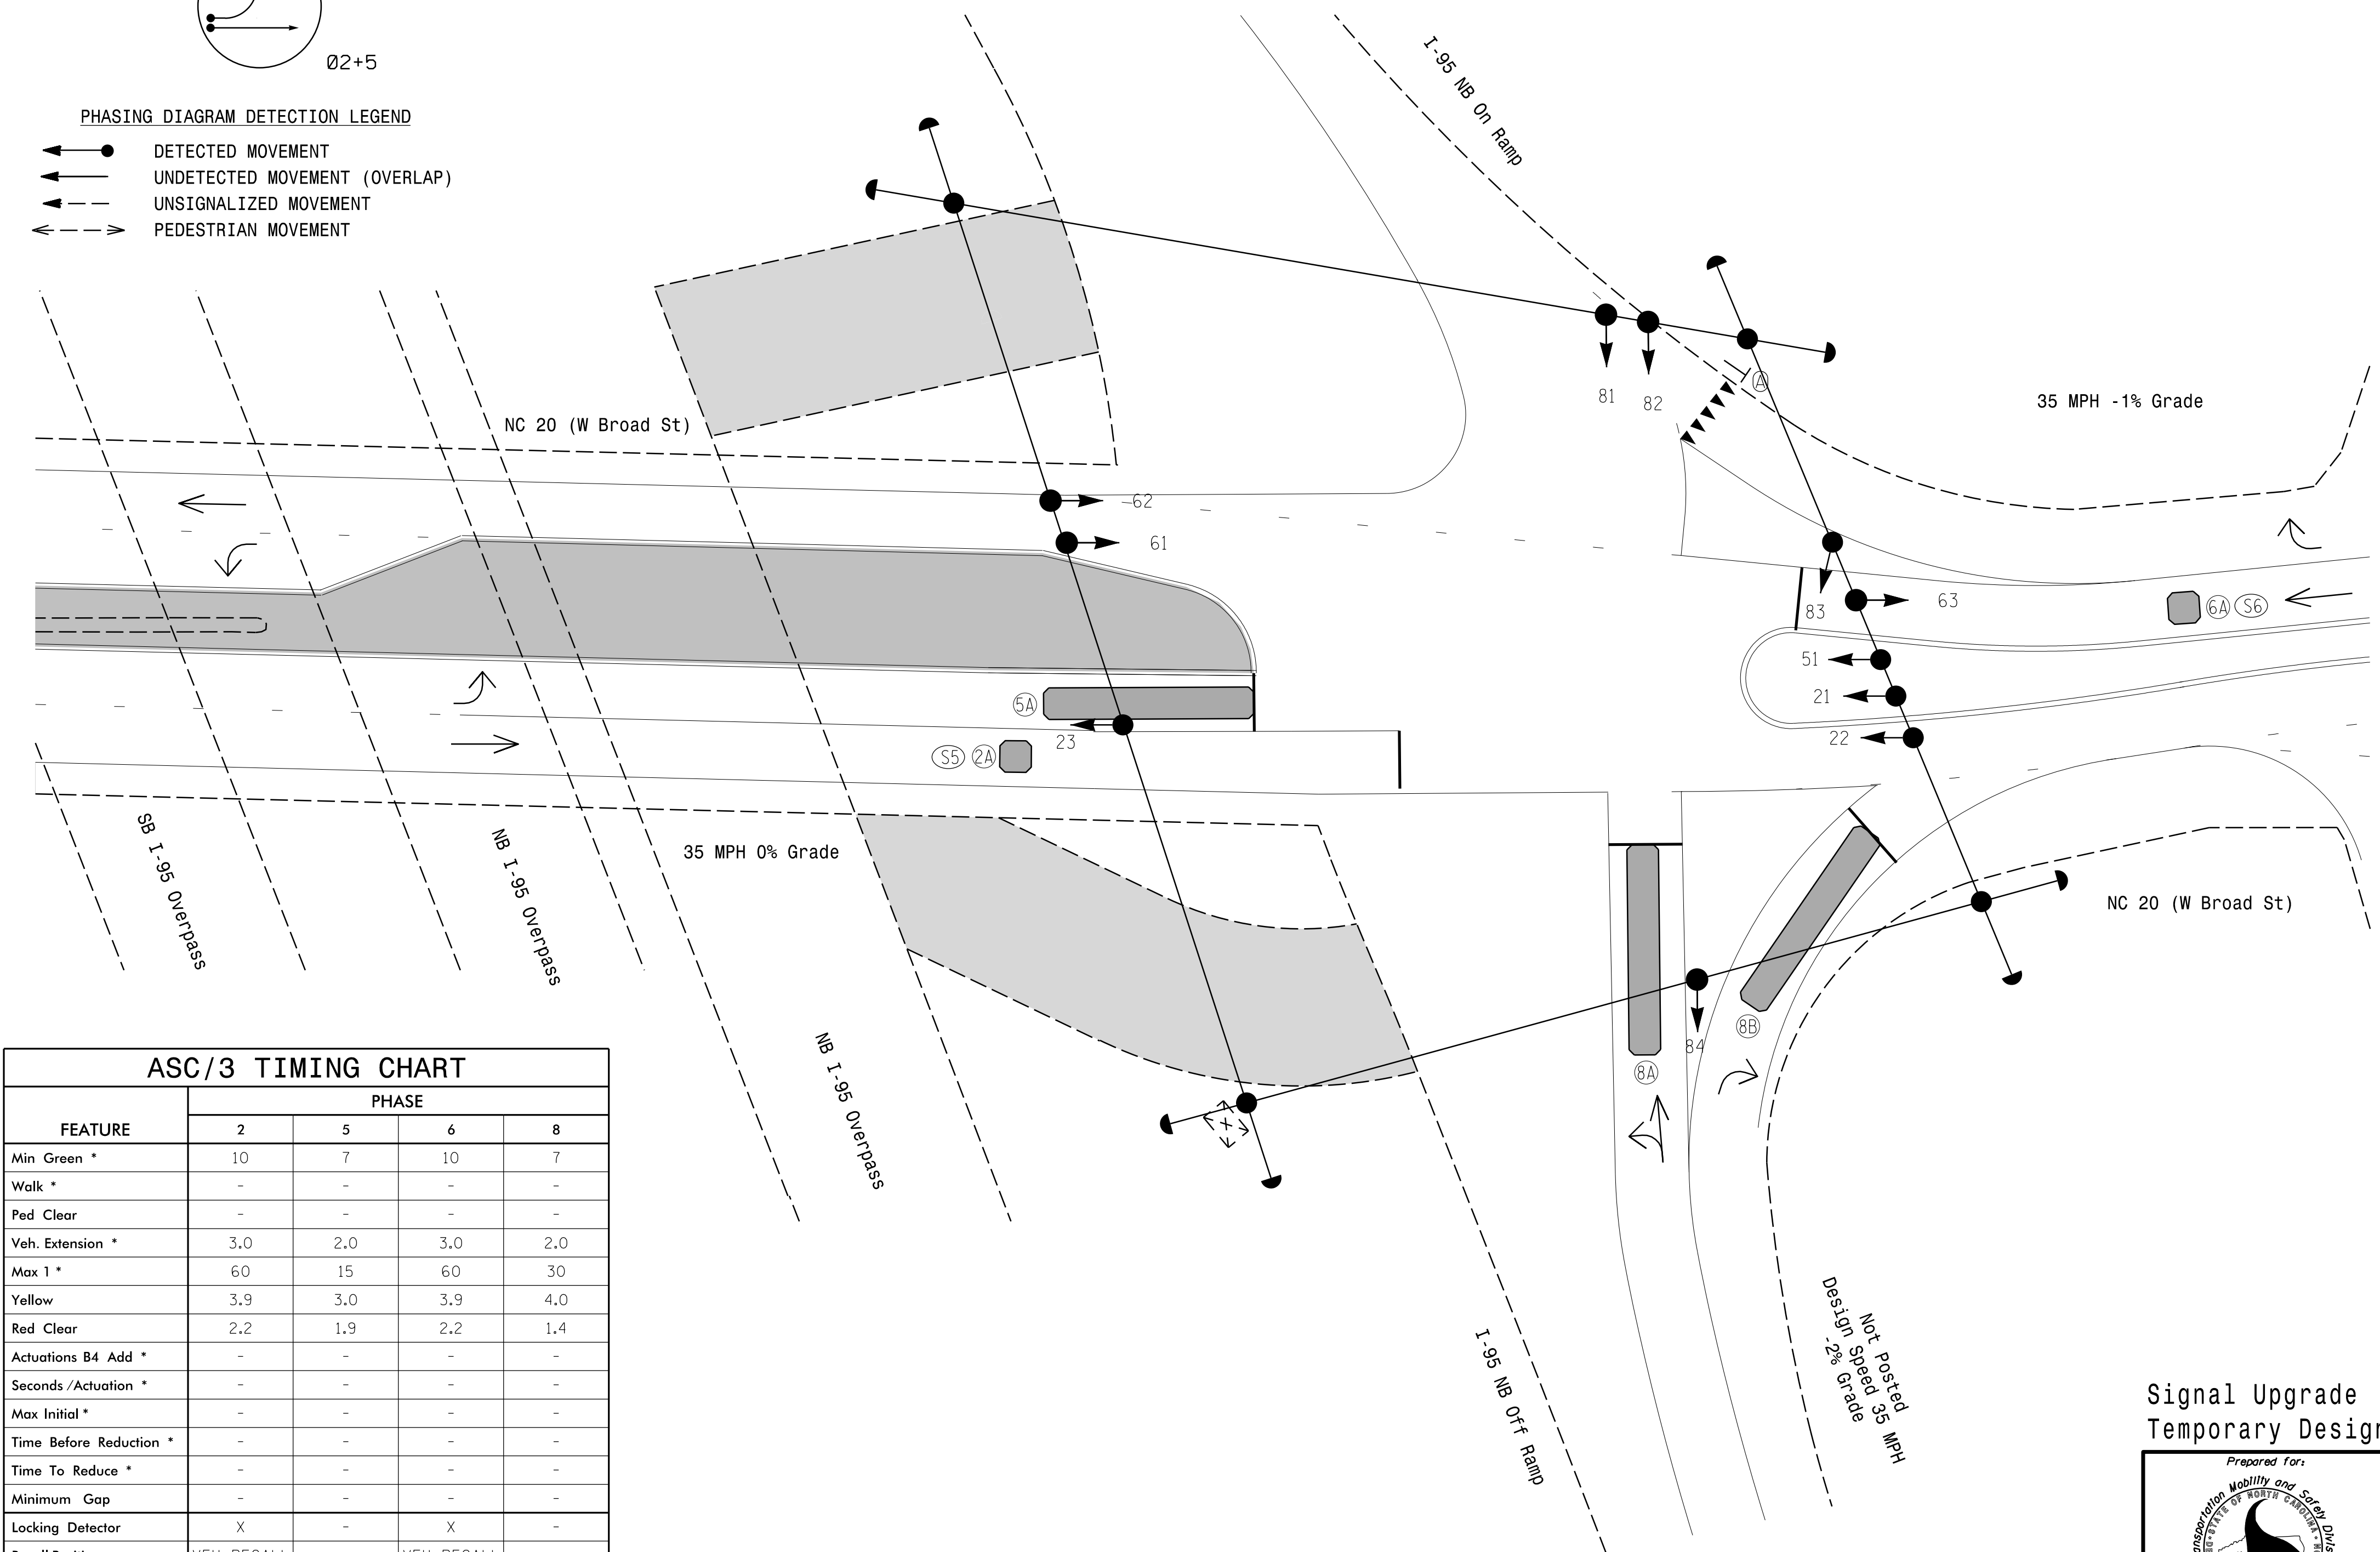 Ø2+5
PHASING DIAGRAM DETECTION LEGEND
DETECTED MOVEMENT
UNDETECTED MOVEMENT (OVERLAP)
UNSIGNALIZED MOVEMENT
PEDESTRIAN MOVEMENT
I-95 NB On Ramp
81
82
A
35 MPH -1% Grade
NC 20 (W Broad St)
62
61
83
63
6A
S6
51
21
22
5A
23
S5
2A
SB I-95 Overpass
NB I-95 Overpass
35 MPH 0% Grade
NC 20 (W Broad St)
84
8A
8B
NB I-95 Overpass
I-95 NB Off Ramp
Not Posted
Design Speed 35 MPH
-2% Grade
ASC/3 TIMING CHART
FEATURE PHASE
2 5 6 8
Min Green * 10 7 10 7
Walk * - - - -
Ped Clear - - - -
Veh. Extension * 3.0 2.0 3.0 2.0
Max 1 * 60 15 60 30
Yellow 3.9 3.0 3.9 4.0
Red Clear 2.2 1.9 2.2 1.4
Actuations B4 Add * - - - -
Seconds /Actuation * - - - -
Max Initial * - - - -
Time Before Reduction * - - - -
Time To Reduce * - - - -
Minimum Gap - - - -
Locking Detector X - X -
Signal Upgrade
Temporary Design
Prepared for:
Mobility and Safety
STATE OF NORTH CAROLINA